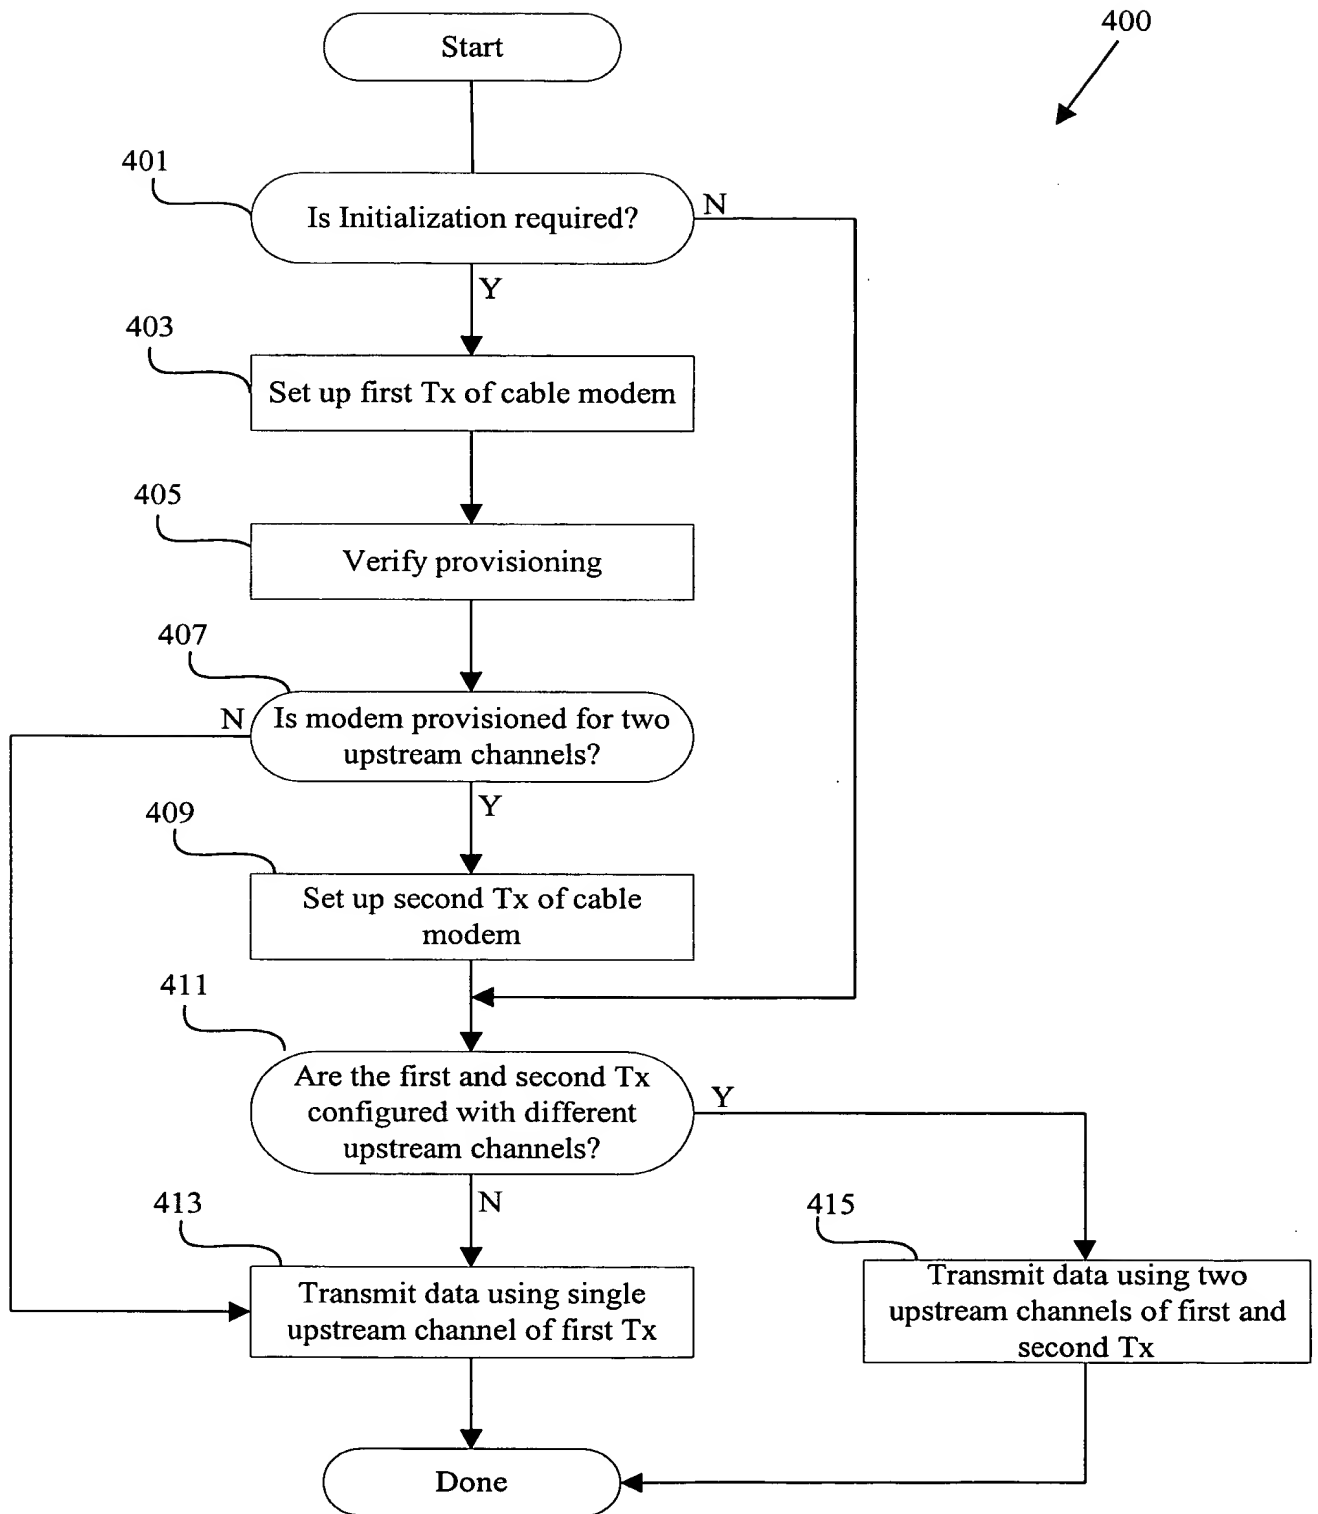 400
Start
401
Is Initialization required?
N
Y
403
Set up first Tx of cable modem
405
Verify provisioning
407
N
Is modem provisioned for two
upstream channels?
Y
409
Set up second Tx of cable
modem
411
Are the first and second Tx
configured with different
upstream channels?
Y
N
413
Transmit data using single
upstream channel of first Tx
415
Transmit data using two
upstream channels of first and
second Tx
Done